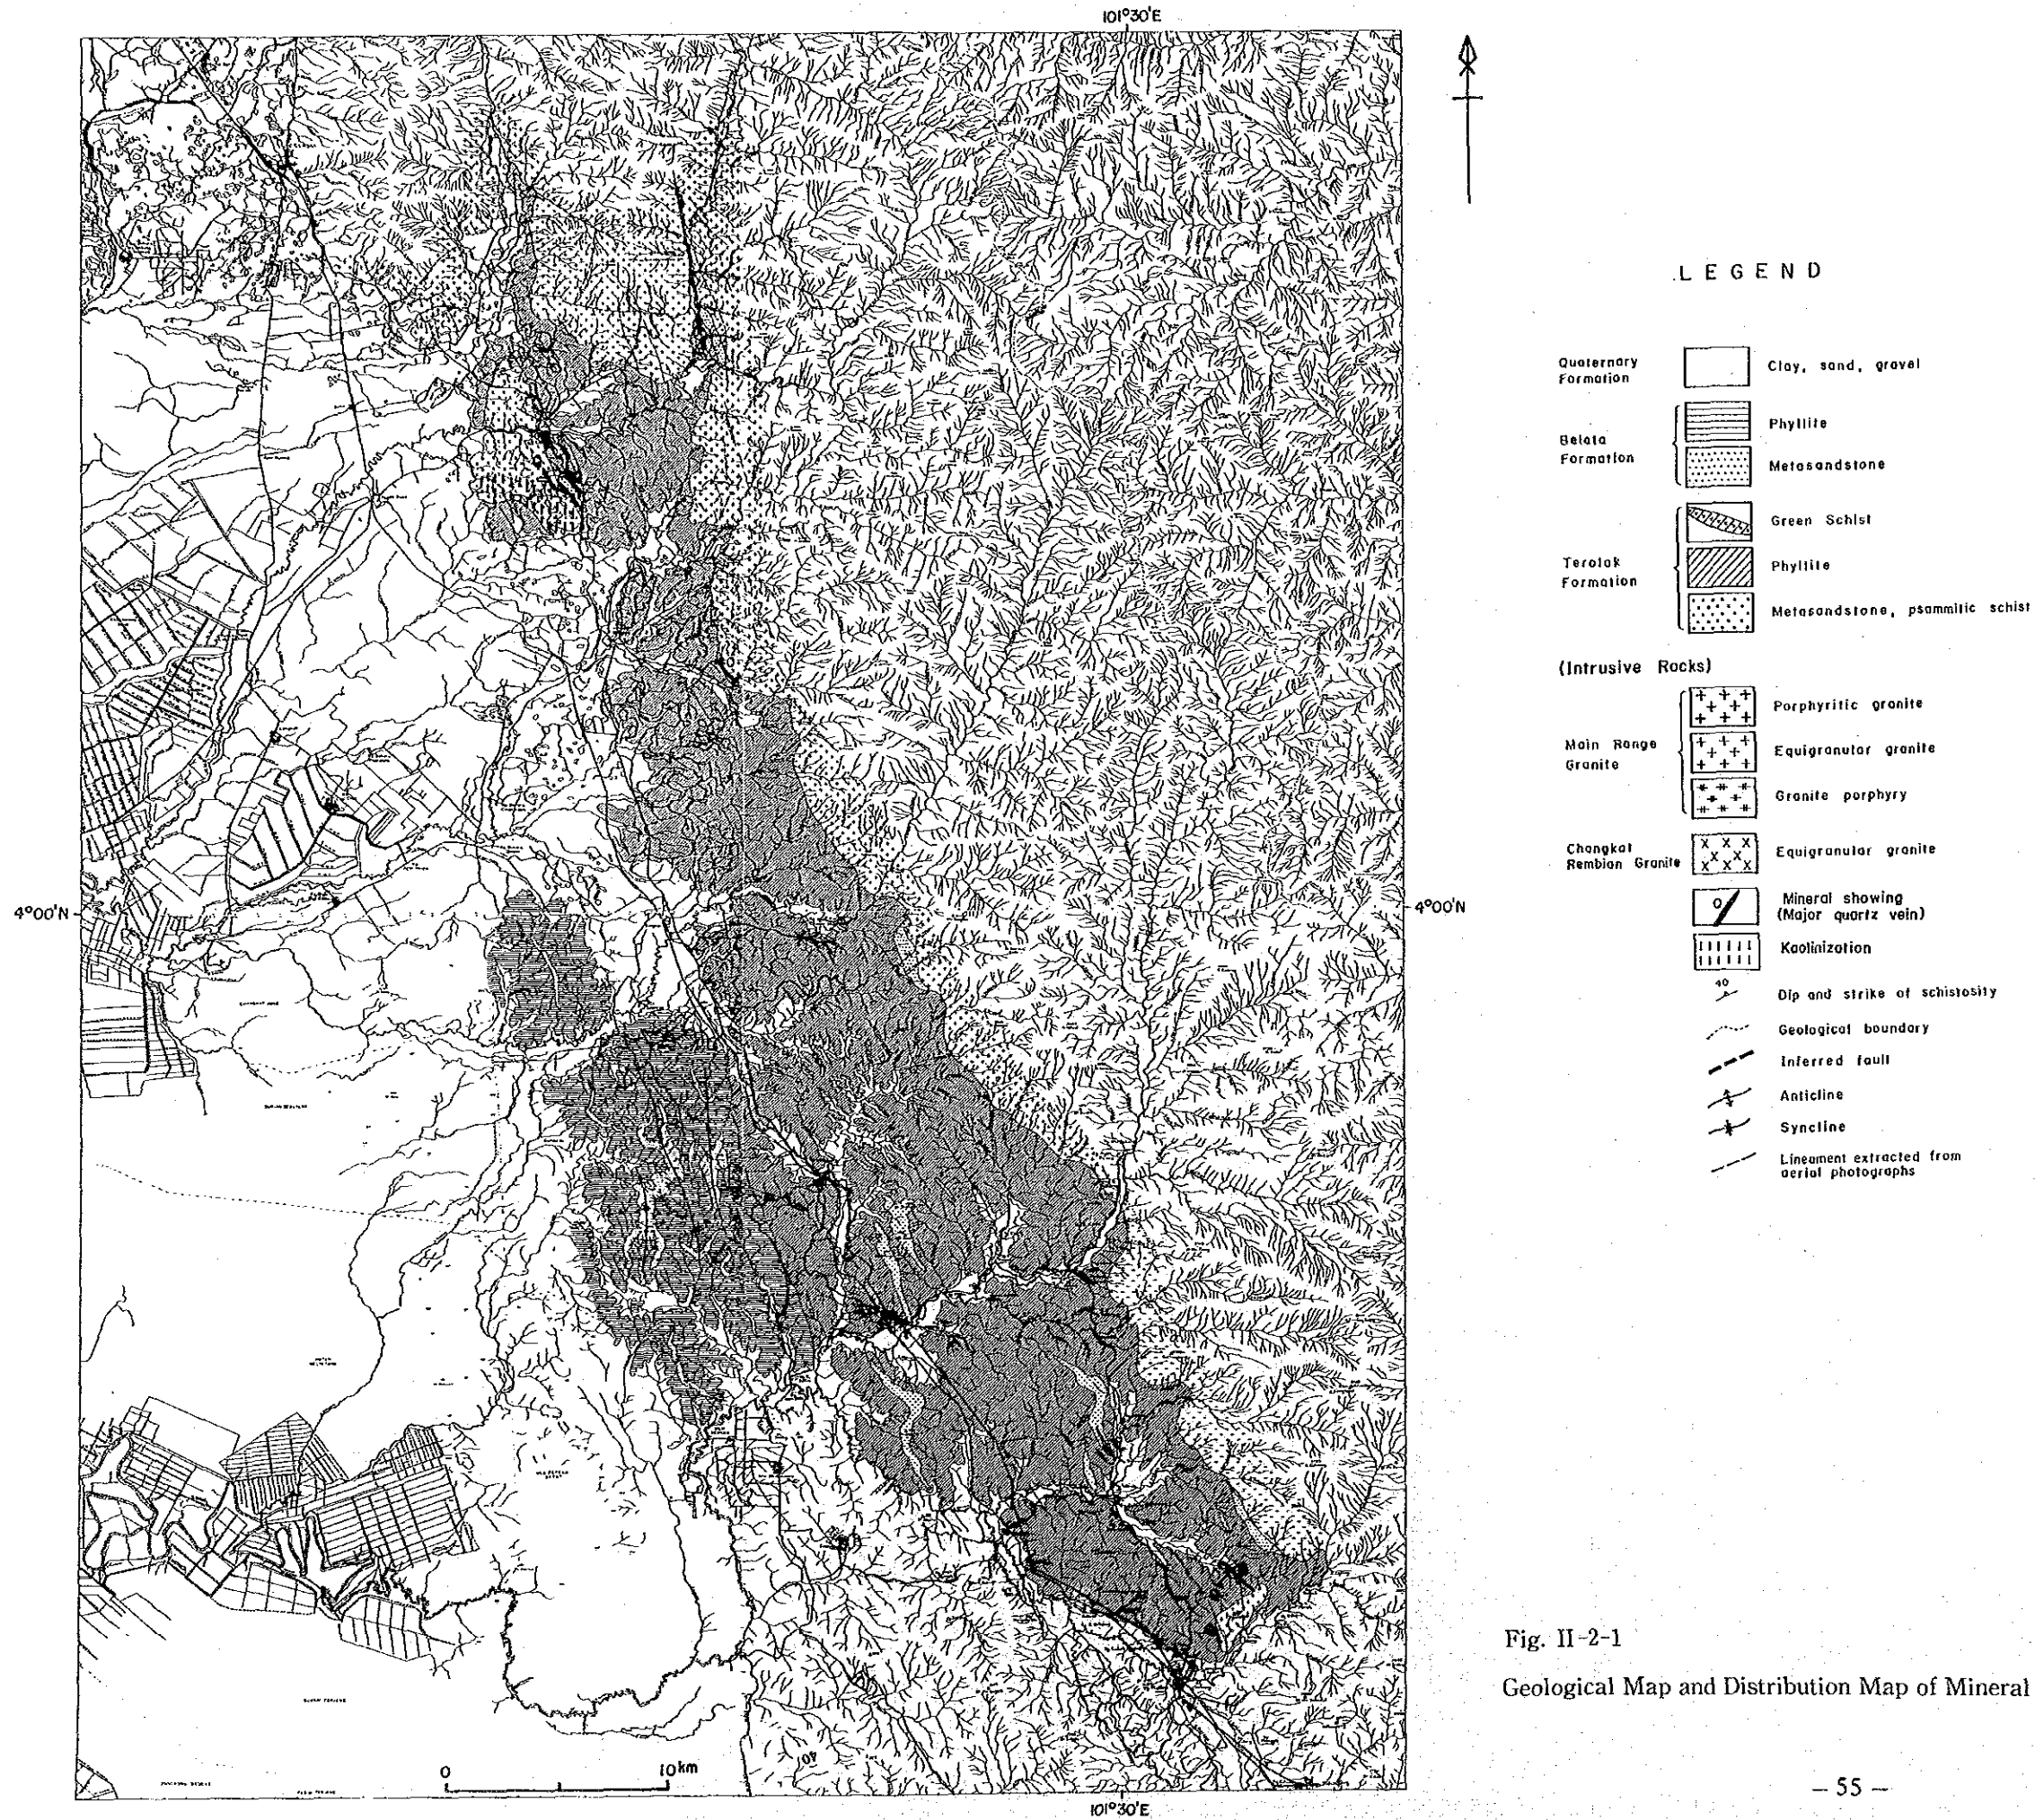 101°30'E
LEGEND
Quaternary
Formation
Clay, sand, gravel
Belata
Formation
Phyllite
Metasandstone
Terolak
Formation
Green Schist
Phyllite
Metasandstone, psammitic schist
(Intrusive Rocks)
Main Range
Granite
Porphyritic granite
Equigranular granite
Granite porphyry
Changkat
Rembian Granite
Equigranular granite
Mineral showing
(Major quartz vein)
Kaolinization
40
Dip and strike of schistosity
Geological boundary
Inferred fault
Anticline
Syncline
Lineament extracted from
aerial photographs
4°00'N
4°00'N
0
10km
101°30'E
Fig. II-2-1
Geological Map and Distribution Map of Mineral
– 55 –